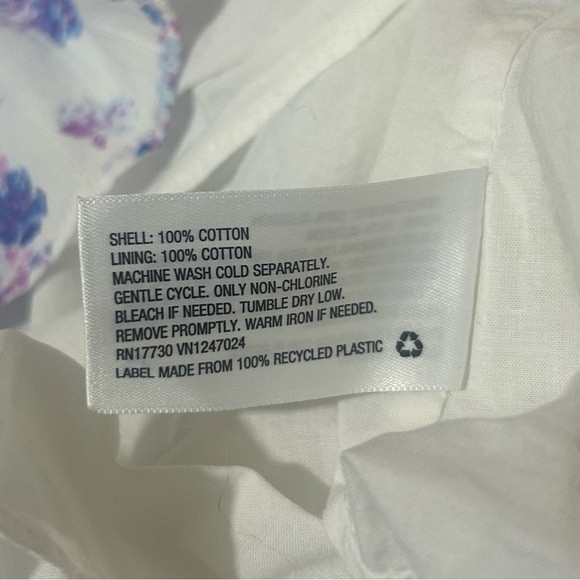 SHELL: 100% COTTON
LINING: 100% COTTON
MACHINE WASH COLD SEPARATELY.
GENTLE CYCLE. ONLY NON-CHLORINE
BLEACH IF NEEDED. TUMBLE DRY LOW.
REMOVE PROMPTLY. WARM IRON IF NEEDED.
RN17730 VN1247024
LABEL MADE FROM 100% RECYCLED PLASTIC